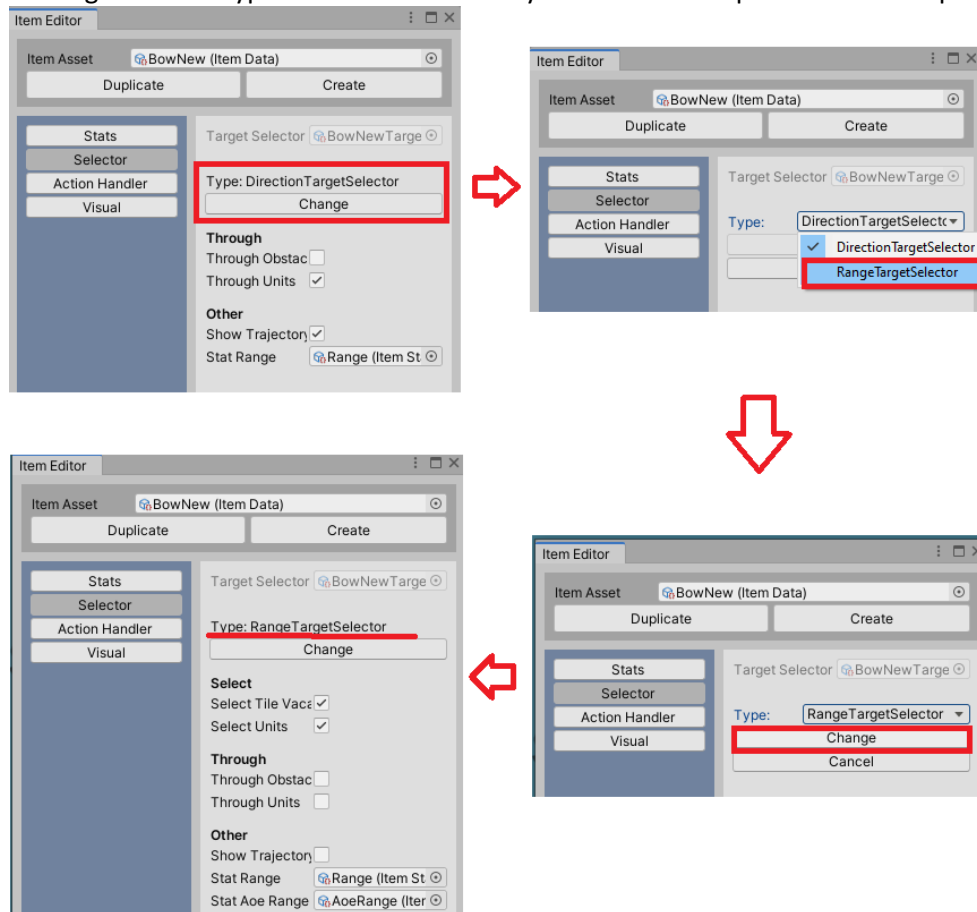 Item Editor
Item Asset BowNew (Item Data)
Duplicate Create
Stats
Selector
Action Handler
Visual
Target Selector BowNewTarge
Type: DirectionTargetSelector
Change
Through
Through Obstac
Through Units
Other
Show Trajectory
Stat Range Range (Item St
Item Editor
Item Asset BowNew (Item Data)
Duplicate Create
Stats
Selector
Action Handler
Visual
Target Selector BowNewTarge
Type: DirectionTargetSelectc
DirectionTargetSelector
RangeTargetSelector
Item Editor
Item Asset BowNew (Item Data)
Duplicate Create
Stats
Selector
Action Handler
Visual
Target Selector BowNewTarge
Type: RangeTargetSelector
Change
Select
Select Tile Vaca
Select Units
Through
Through Obstac
Through Units
Other
Show Trajectory
Stat Range Range (Item St
Stat Aoe Range AoeRange (Iter
Item Editor
Item Asset BowNew (Item Data)
Duplicate Create
Stats
Selector
Action Handler
Visual
Target Selector BowNewTarge
Type: RangeTargetSelector
Change
Cancel